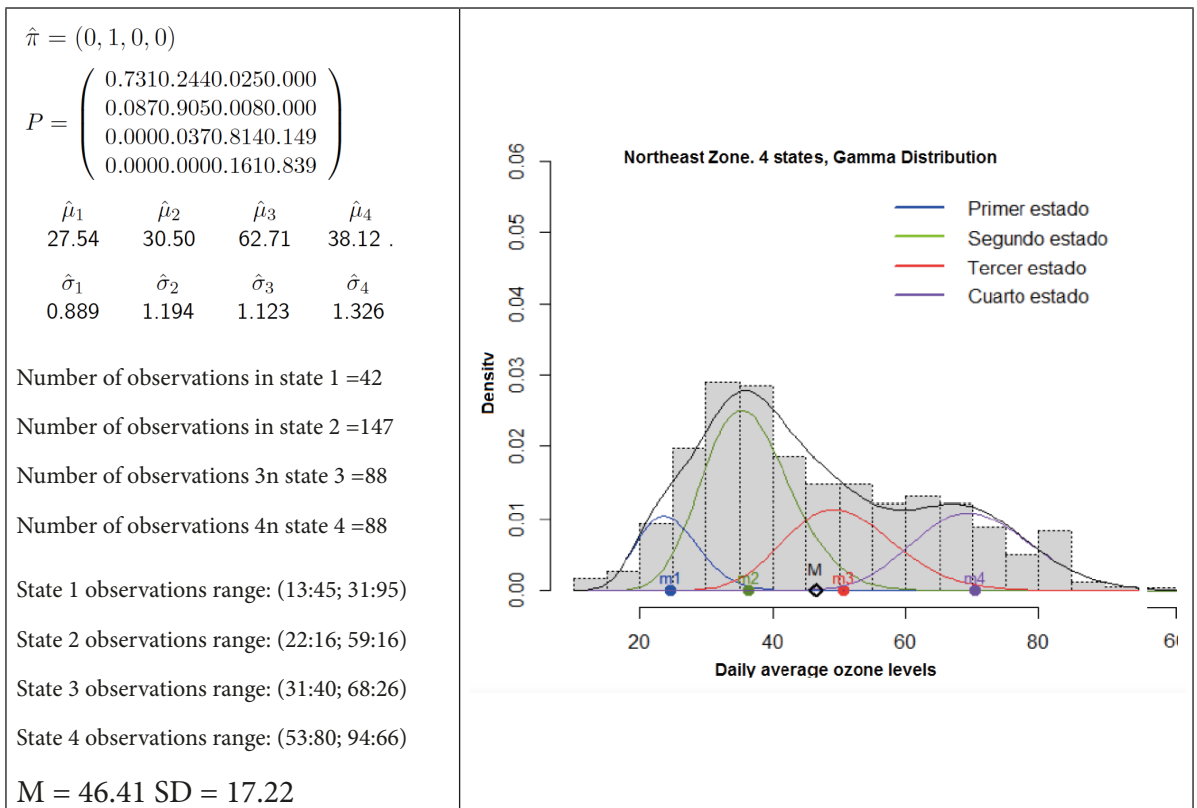 π̂ = (0, 1, 0, 0)
P =
0.7310.2440.0250.000
0.0870.9050.0080.000
0.0000.0370.8140.149
0.0000.0000.1610.839
μ̂1 μ̂2 μ̂3 μ̂4
27.54 30.50 62.71 38.12 .
σ̂1 σ̂2 σ̂3 σ̂4
0.889 1.194 1.123 1.326
Number of observations in state 1 =42
Number of observations in state 2 =147
Number of observations 3n state 3 =88
Number of observations 4n state 4 =88
State 1 observations range: (13:45; 31:95)
State 2 observations range: (22:16; 59:16)
State 3 observations range: (31:40; 68:26)
State 4 observations range: (53:80; 94:66)
M = 46.41 SD = 17.22
Northeast Zone. 4 states, Gamma Distribution
Primer estado
Segundo estado
Tercer estado
Cuarto estado
Density
0.06
0.05
0.04
0.03
0.02
0.01
0.00
m1 m2 M m3 m4
20 40 60 80 60
Daily average ozone levels